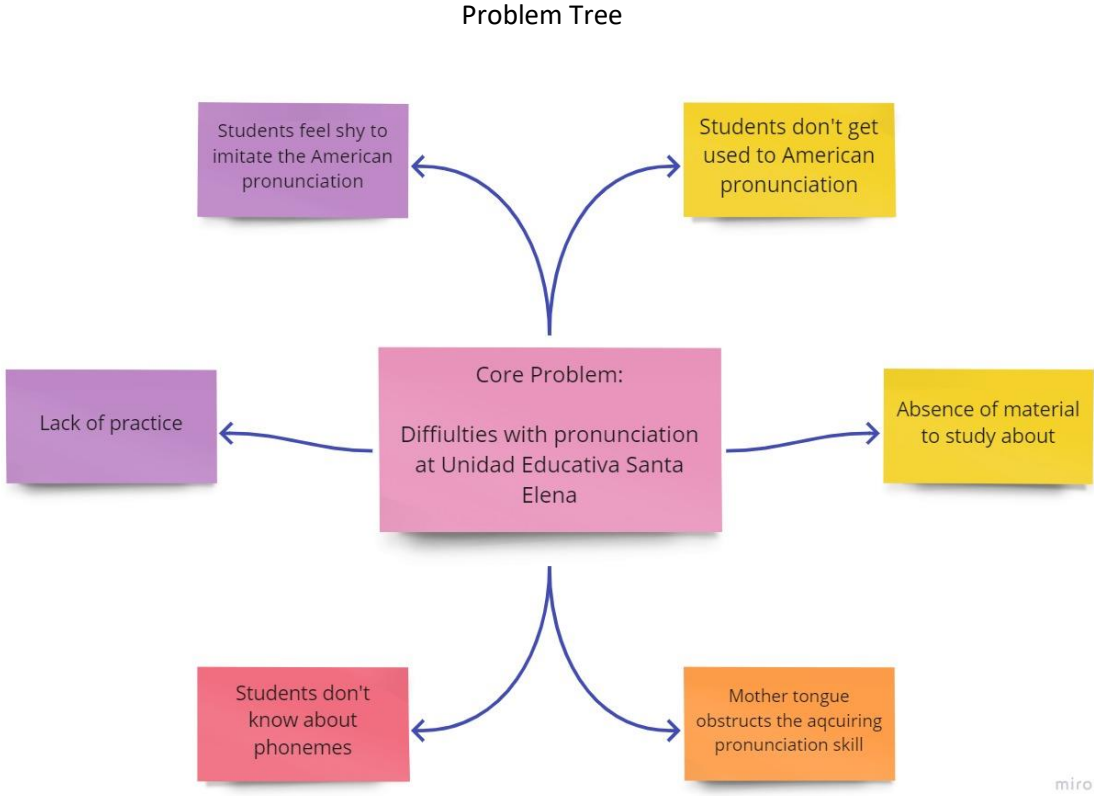 Problem Tree
Students feel shy to
imitate the American
pronunciation
Students don't get
used to American
pronunciation
Core Problem:
Diffiulties with pronunciation
at Unidad Educativa Santa
Elena
Lack of practice
Absence of material
to study about
Students don't
know about
phonemes
Mother tongue
obstructs the aqcuiring
pronunciation skill
miro